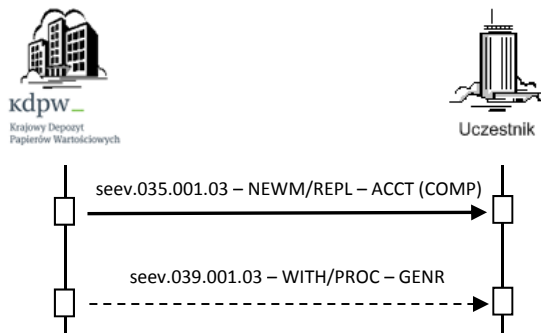 kdpw_
Krajowy Depozyt
Papierów Wartościowych
Uczestnik
seev.035.001.03 – NEWM/REPL – ACCT (COMP)
seev.039.001.03 – WITH/PROC – GENR